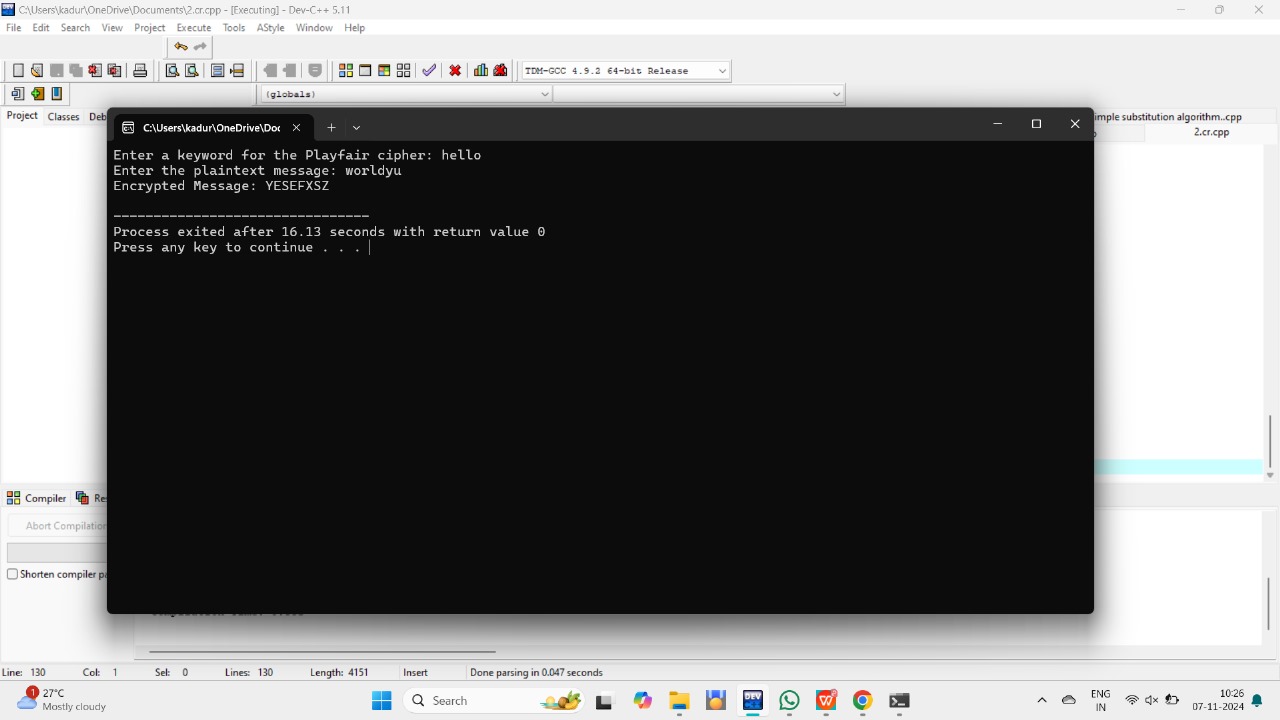 C:\Users\kadur\OneDrive\Documents\2.cr.cpp - [Executing] - Dev-C++ 5.11
File Edit Search View Project Execute Tools AStyle Window Help
TDM-GCC 4.9.2 64-bit Release
(globals)
Project Classes Deb
imple substitution algorithm..cpp
2.cr.cpp
C:\Users\kadur\OneDrive\Doc
Enter a keyword for the Playfair cipher: hello
Enter the plaintext message: worldyu
Encrypted Message: YESEFXSZ
--------------------------------
Process exited after 16.13 seconds with return value 0
Press any key to continue . . .
Compiler Res
Abort Compilation
Shorten compiler pa
Line: 130 Col: 1 Sel: 0 Lines: 130 Length: 4151 Insert Done parsing in 0.047 seconds
1 27°C
Mostly cloudy
Search
DEV
ENG
IN
10:26
07-11-2024